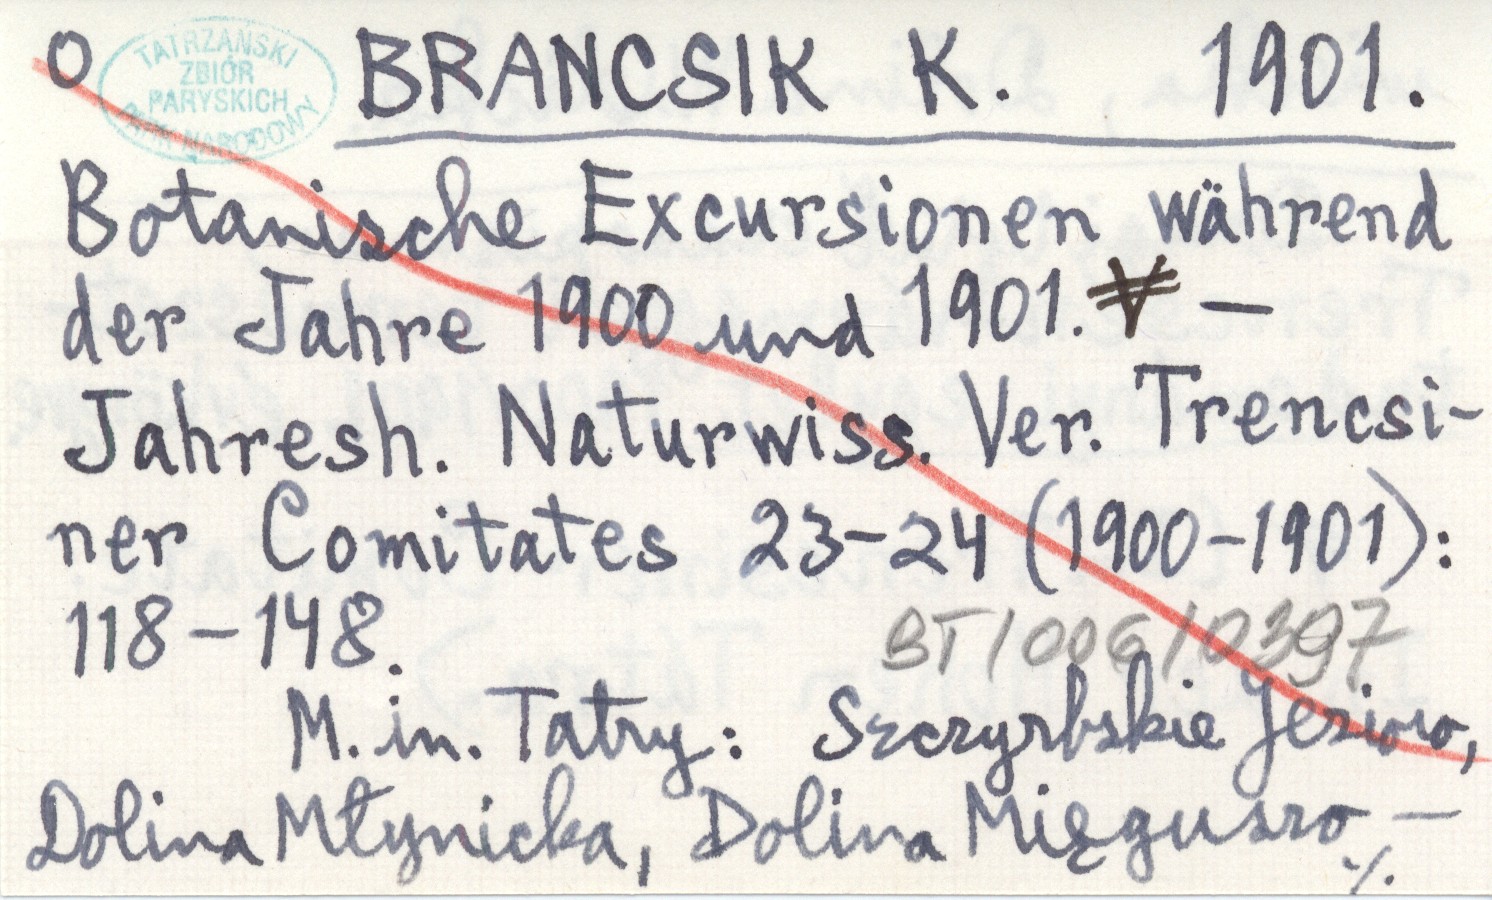 O
TATRZAŃSKI
ZBIÓR
PARYSKICH
PARK NARODOWY
BRANCSIK K. 1901.
Botanische Excursionen während
der Jahre 1900 und 1901. —
Jahresh. Naturwiss. Ver. Trencsi-
ner Comitates 23-24 (1900-1901):
118-148.
BT/006/0397
M. in. Tatry: Szczyrbskie Jezioro,
Dolina Młynicka, Dolina Mięguszo-
·/.